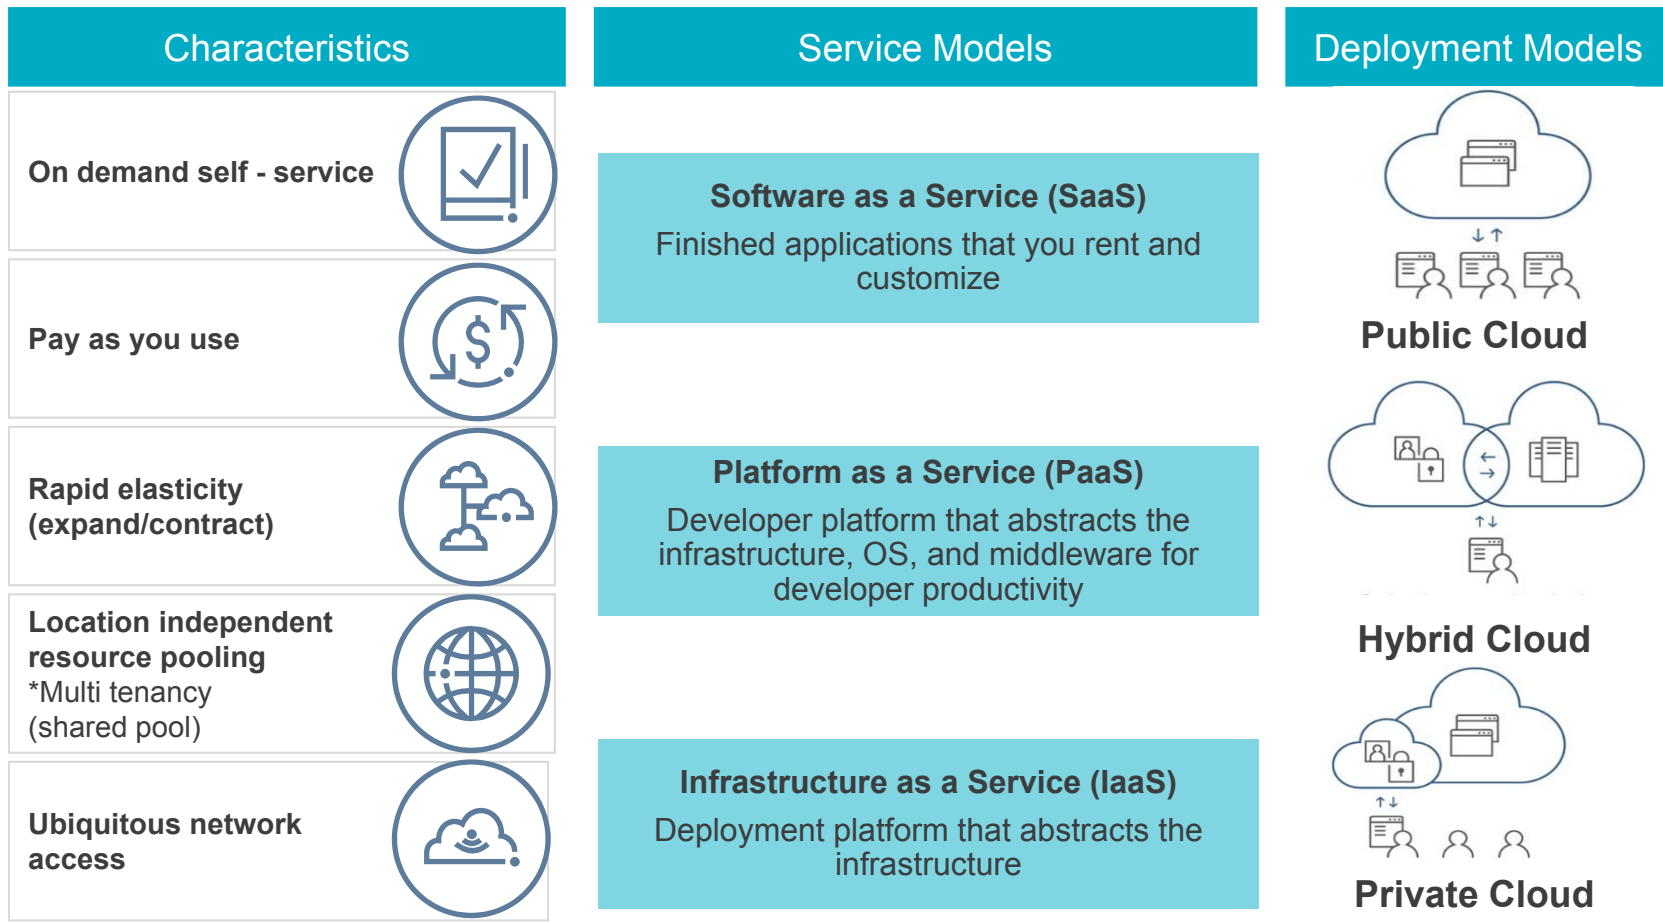 Characteristics
On demand self - service
Pay as you use
Rapid elasticity
(expand/contract)
Location independent
resource pooling
*Multi tenancy
(shared pool)
Ubiquitous network
access
Service Models
Software as a Service (SaaS)
Finished applications that you rent and
customize
Platform as a Service (PaaS)
Developer platform that abstracts the
infrastructure, OS, and middleware for
developer productivity
Infrastructure as a Service (IaaS)
Deployment platform that abstracts the
infrastructure
Deployment Models
Public Cloud
Hybrid Cloud
Private Cloud